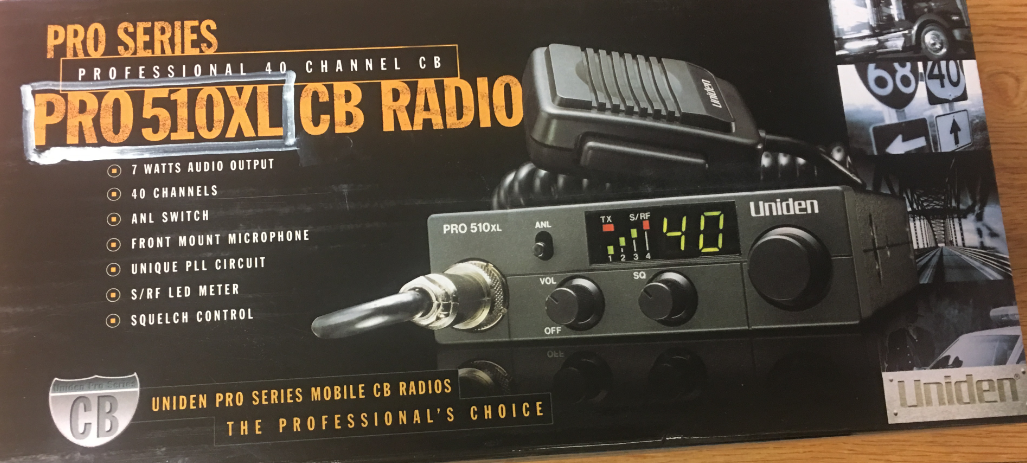 PRO SERIES
PROFESSIONAL 40 CHANNEL CB
PRO 510XL CB RADIO
7 WATTS AUDIO OUTPUT
40 CHANNELS
ANL SWITCH
FRONT MOUNT MICROPHONE
UNIQUE PLL CIRCUIT
S/RF LED METER
SQUELCH CONTROL
Uniden Pro Series
CB
UNIDEN PRO SERIES MOBILE CB RADIOS
THE PROFESSIONAL'S CHOICE
Uniden
PRO 510XL
ANL
TX S/RF
1 2 3 4
40
Uniden
VOL
SQ
OFF
68 40
Uniden